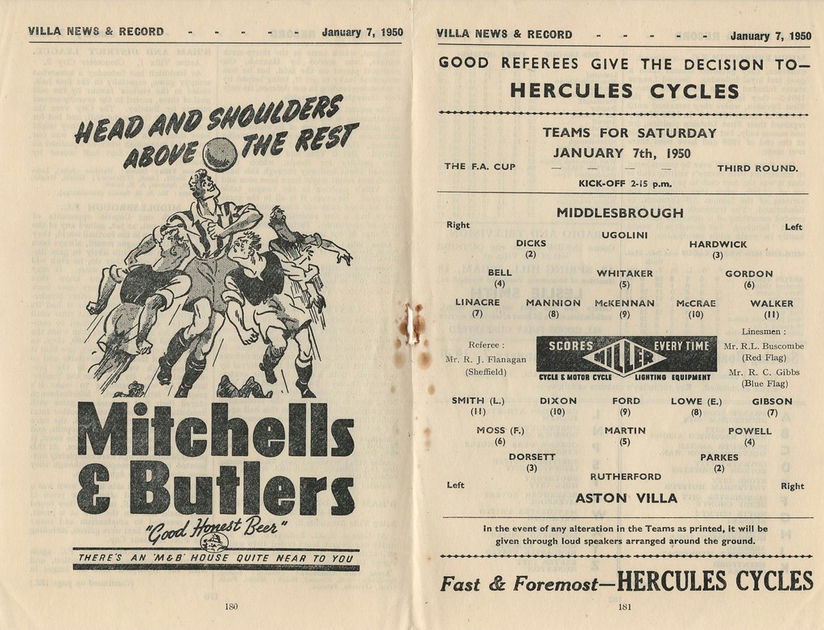 VILLA NEWS & RECORD - - - - January 7, 1950
HEAD AND SHOULDERS
ABOVE THE REST
Mitchells
& Butlers
"Good Honest Beer"
THERE'S AN 'M&B' HOUSE QUITE NEAR TO YOU
180
VILLA NEWS & RECORD - - - - January 7, 1950
GOOD REFEREES GIVE THE DECISION TO—
HERCULES CYCLES
TEAMS FOR SATURDAY
JANUARY 7th, 1950
THE F.A. CUP — — — — THIRD ROUND.
KICK-OFF 2-15 p.m.
MIDDLESBROUGH
Right Left
UGOLINI
DICKS HARDWICK
(2) (3)
BELL WHITAKER GORDON
(4) (5) (6)
LINACRE MANNION McKENNAN McCRAE WALKER
(7) (8) (9) (10) (11)
Referee :
Mr. R. J. Flanagan
(Sheffield)
SCORES EVERY TIME
MILLER
CYCLE & MOTOR CYCLE LIGHTING EQUIPMENT
Linesmen :
Mr. R.L. Buscombe
(Red Flag)
Mr. R. C. Gibbs
(Blue Flag)
SMITH (L.) DIXON FORD LOWE (E.) GIBSON
(11) (10) (9) (8) (7)
MOSS (F.) MARTIN POWELL
(6) (5) (4)
DORSETT PARKES
(3) (2)
RUTHERFORD
Left Right
ASTON VILLA
In the event of any alteration in the Teams as printed, it will be
given through loud speakers arranged around the ground.
Fast & Foremost—HERCULES CYCLES
181